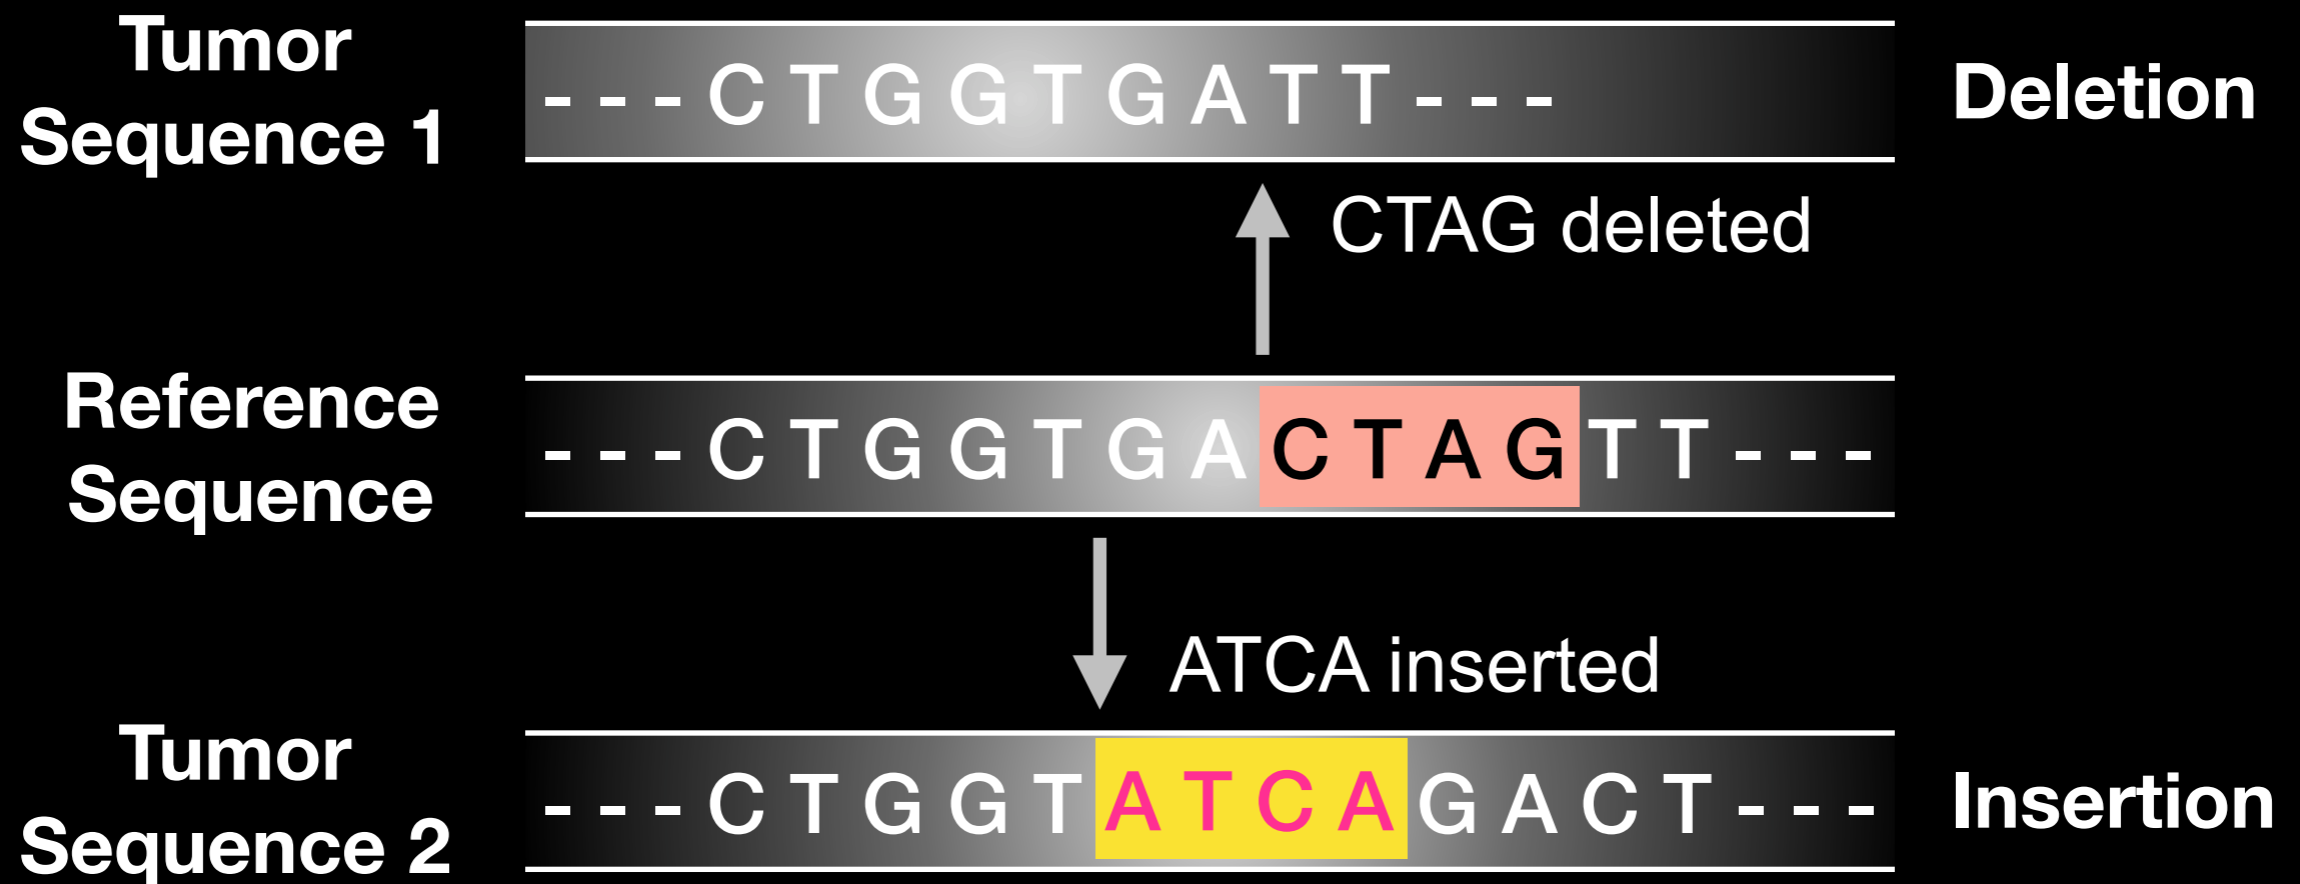 Tumor
Sequence 1
- - - C T G G T G A T T - - -
Deletion
CTAG deleted
Reference
Sequence
- - - C T G G T G A C T A G T T - - -
ATCA inserted
Tumor
Sequence 2
- - - C T G G T A T C A G A C T - - -
Insertion